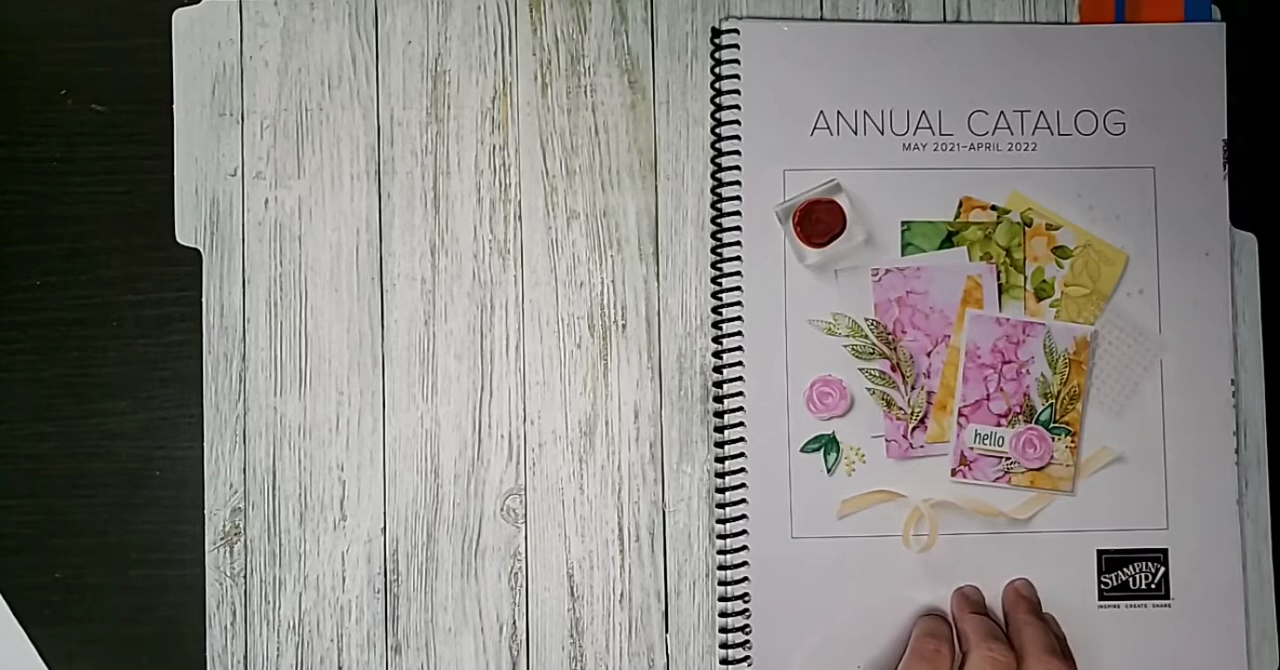 ANNUAL CATALOG
MAY 2021–APRIL 2022
hello
STAMPIN' UP!
INSPIRE · CREATE · SHARE